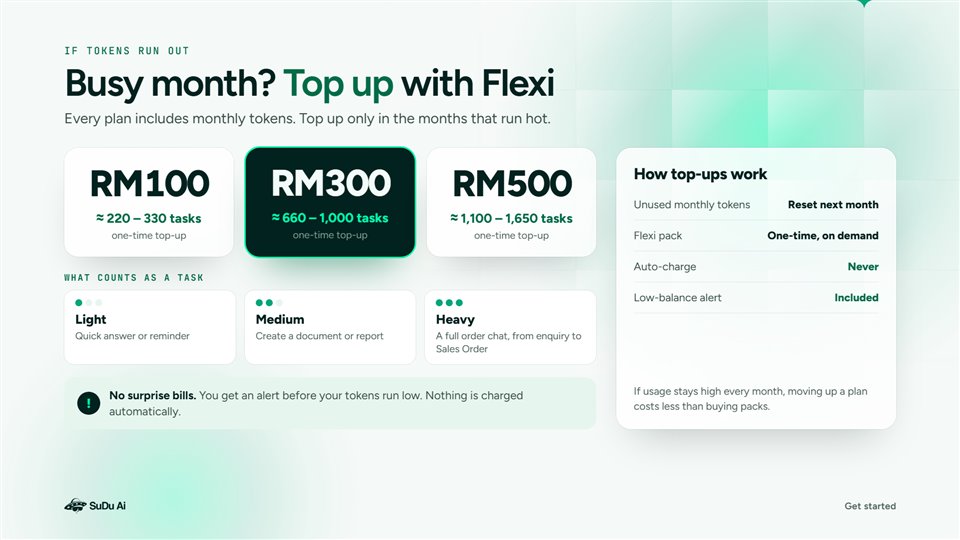 IF TOKENS RUN OUT
Busy month? Top up with Flexi
Every plan includes monthly tokens. Top up only in the months that run hot.
RM100
≈ 220 – 330 tasks
one-time top-up
RM300
≈ 660 – 1,000 tasks
one-time top-up
RM500
≈ 1,100 – 1,650 tasks
one-time top-up
WHAT COUNTS AS A TASK
Light
Quick answer or reminder
Medium
Create a document or report
Heavy
A full order chat, from enquiry to
Sales Order
!
No surprise bills. You get an alert before your tokens run low. Nothing is charged
automatically.
How top-ups work
Unused monthly tokens Reset next month
Flexi pack One-time, on demand
Auto-charge Never
Low-balance alert Included
If usage stays high every month, moving up a plan
costs less than buying packs.
SuDu Ai
Get started